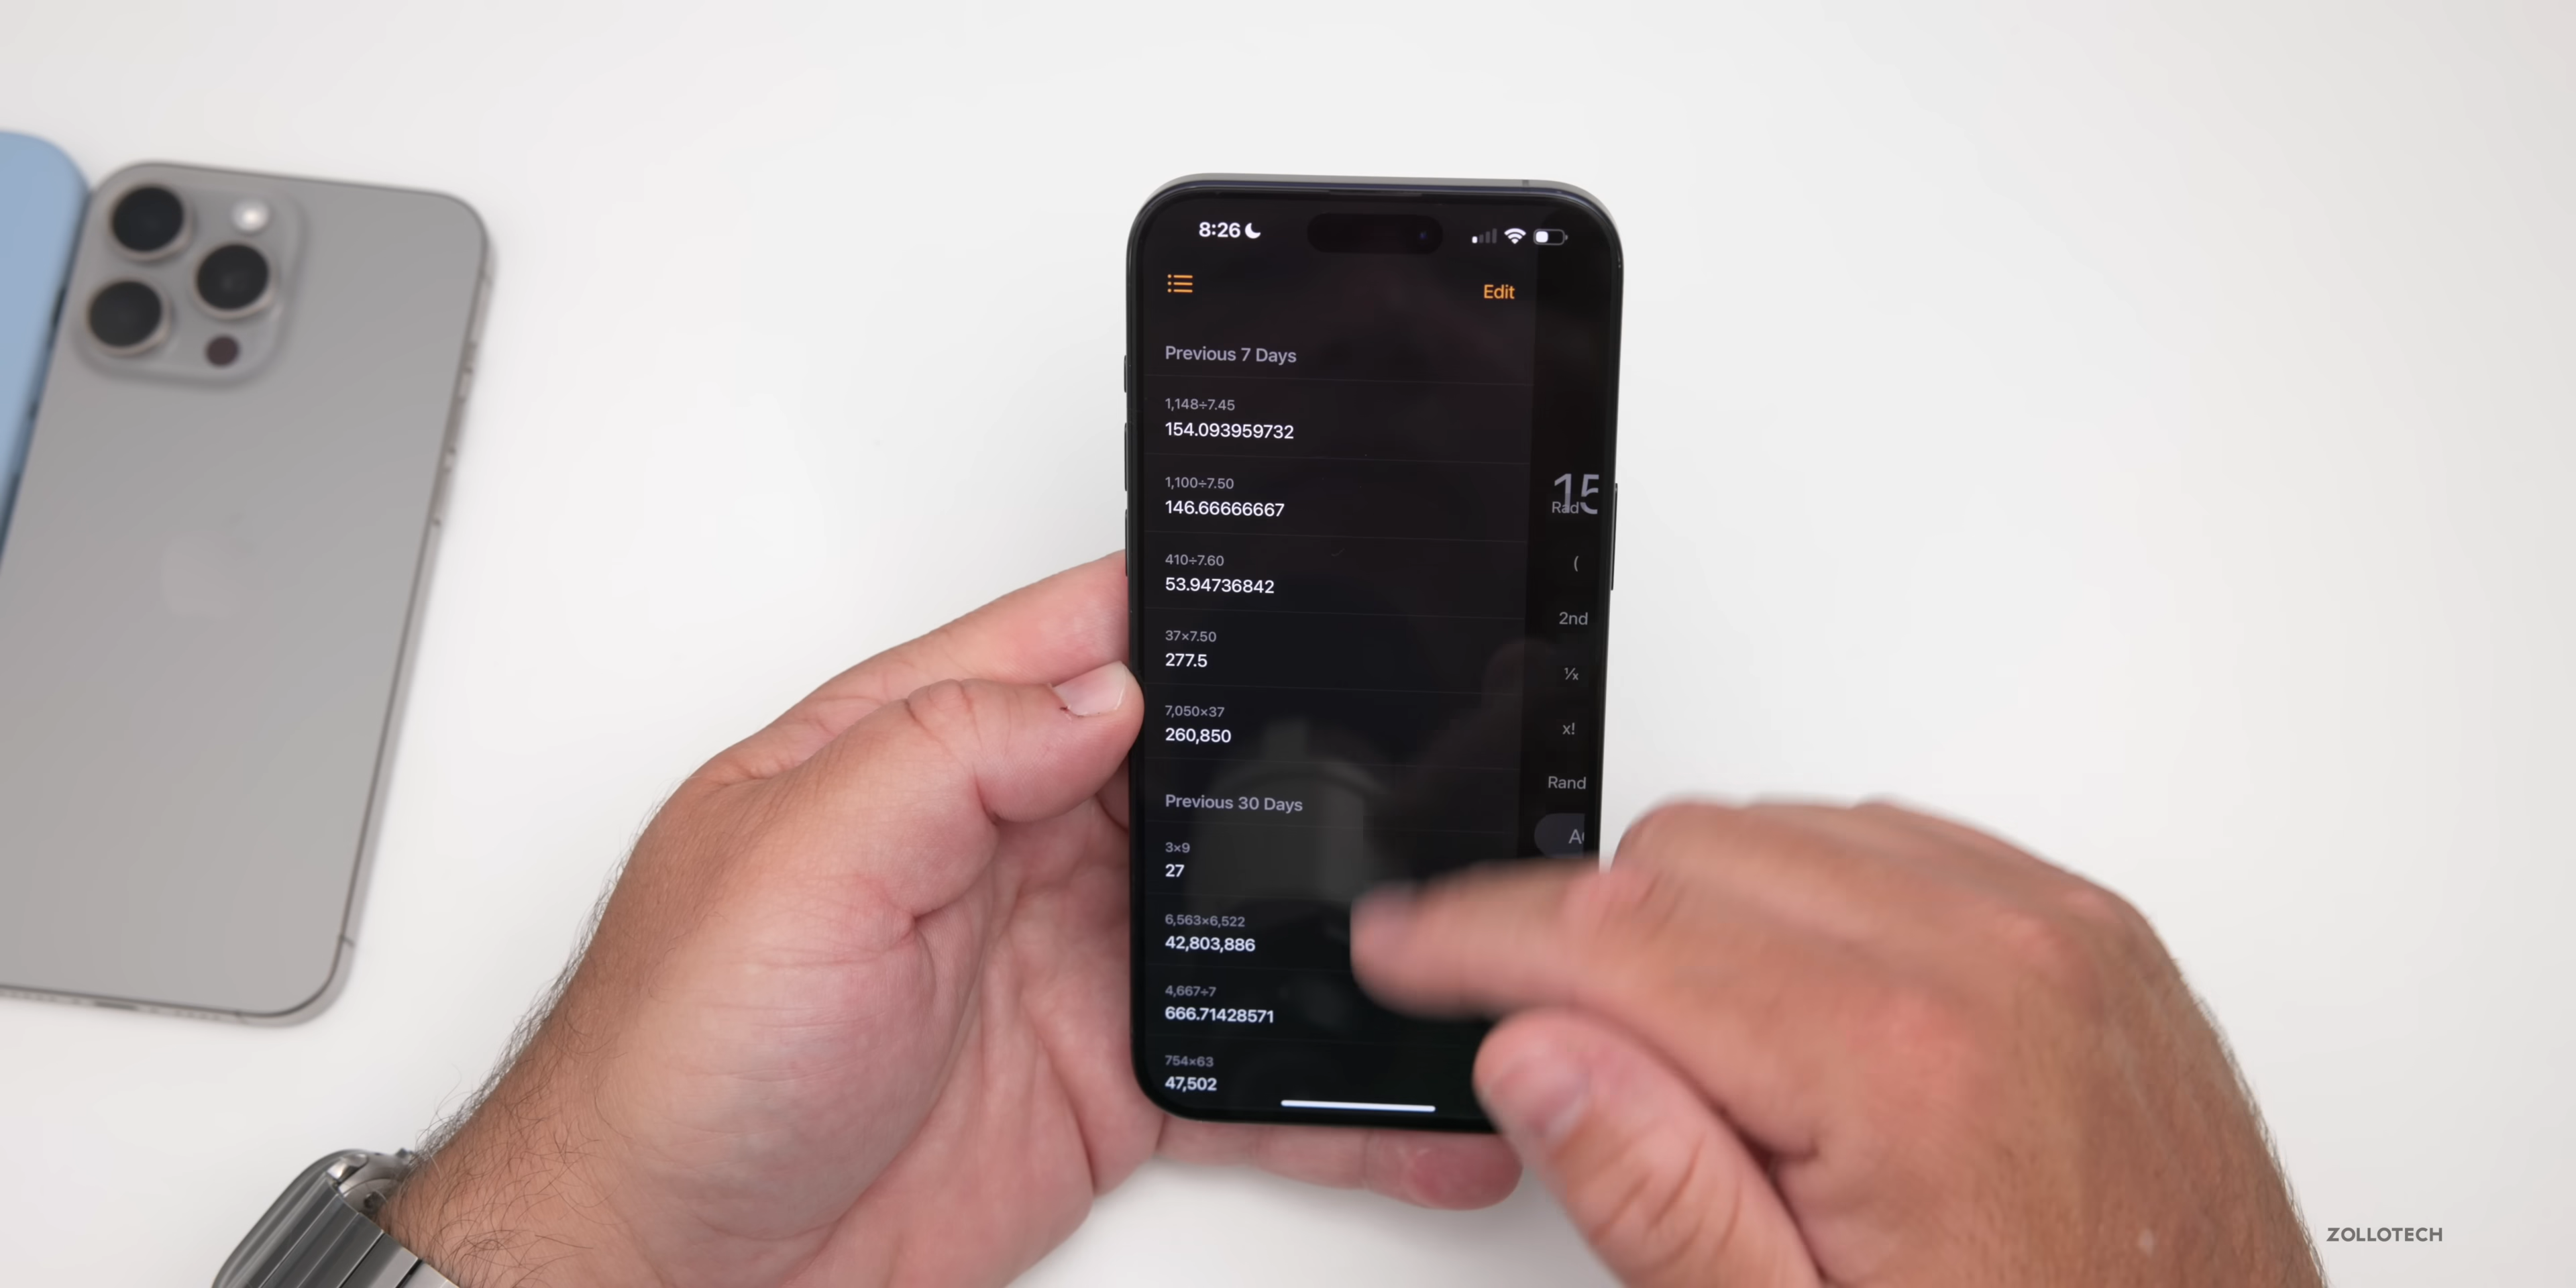 8:26
Edit
Previous 7 Days
1,148÷7.45
154.093959732
1,100÷7.50
146.66666667
410÷7.60
53.94736842
37×7.50
277.5
7,050×37
260,850
Previous 30 Days
3×9
27
6,563×6,522
42,803,886
4,667÷7
666.71428571
754×63
47,502
15
Rad
(
2nd
1/x
x!
Rand
ZOLLOTECH